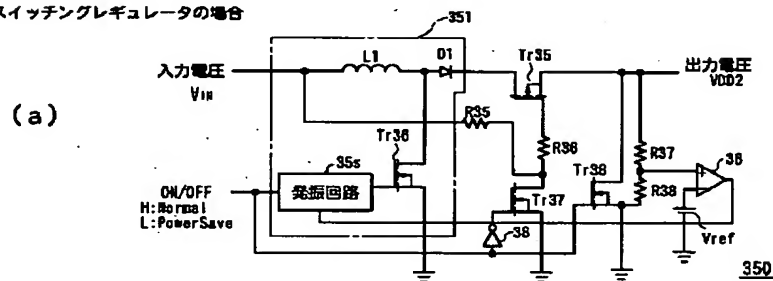 スイッチングレギュレータの場合
351
L1
D1
Tr35
入力電圧
VIN
出力電圧
VDD2
(a)
R35
Tr36
R36
R37
35s
発振回路
Tr38
36
ON/OFF
H:Normal
L:PowerSave
Tr37
R38
38
Vref
350